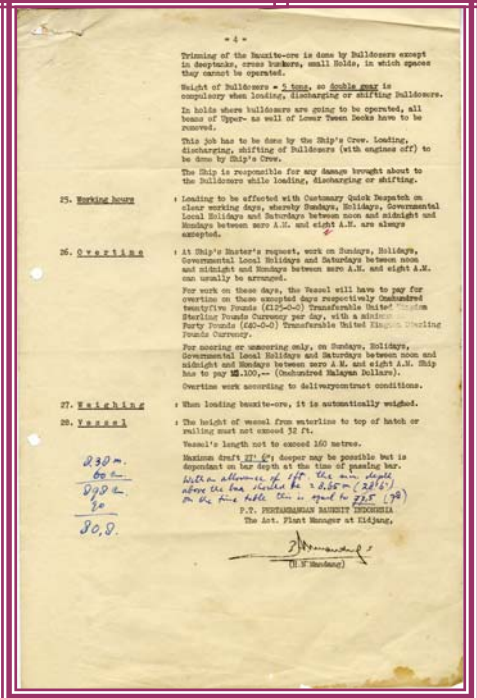 - 4 -
Trimming of the Bauxite-ore is done by Bulldozers except
in deeptanks, cross bunkers, small Holds, in which spaces
they cannot be operated.
Weight of Bulldozers = 5 tons, so double gear is
compulsory when loading, discharging or shifting Bulldozers.
In holds where bulldozers are going to be operated, all
beams of Upper- as well of Lower Tween Decks have to be
removed.
This job has to be done by the Ship's Crew. Loading,
discharging, shifting of Bulldozers (with engines off) to
be done by Ship's Crew.
The Ship is responsible for any damage brought about to
the Bulldozers while loading, discharging or shifting.
25. Working hours : Loading to be effected with Customary Quick Despatch on
clear working days, whereby Sundays, Holidays, Governmental
Local Holidays and Saturdays between noon and midnight and
Mondays between zero A.M. and eight A.M. are always
excepted.
26. Overtime : At Ship's Master's request, work on Sundays, Holidays,
Governmental Local Holidays and Saturdays between noon
and midnight and Mondays between zero A.M. and eight A.M.
can usually be arranged.
For work on these days, the Vessel will have to pay for
overtime on these excepted days respectively Onehundred
twentyfive Pounds (£125-0-0) Transferable United Kingdom
Sterling Pounds Currency per day, with a minimum
Forty Pounds (£40-0-0) Transferable United Kingdom Sterling
Pounds Currency.
For mooring or unmooring only, on Sundays, Holidays,
Governmental Local Holidays and Saturdays between noon and
midnight and Mondays between zero A.M. and eight A.M. Ship
has to pay M$.100,-- (Onehundred Malayan Dollars).
Overtime work according to deliverycontract conditions.
27. Weighing : When loading bauxite-ore, it is automatically weighed.
28. Vessel : The height of vessel from waterline to top of hatch or
railing must not exceed 32 ft.
Vessel's length not to exceed 160 metres.
Maximum draft 27' 6"; deeper may be possible but is
dependant on bar depth at the time of passing bar.
With an allowance of 1ft. the min. depth
above the bar should be = 8,65 m (28'6")
on the time table this is equal to
8,38 m.
898
80,8.
P.T. PERTAMBANGAN BAUKSIT INDONESIA
The Act. Plant Manager at Kidjang,
(H.N Mandang)